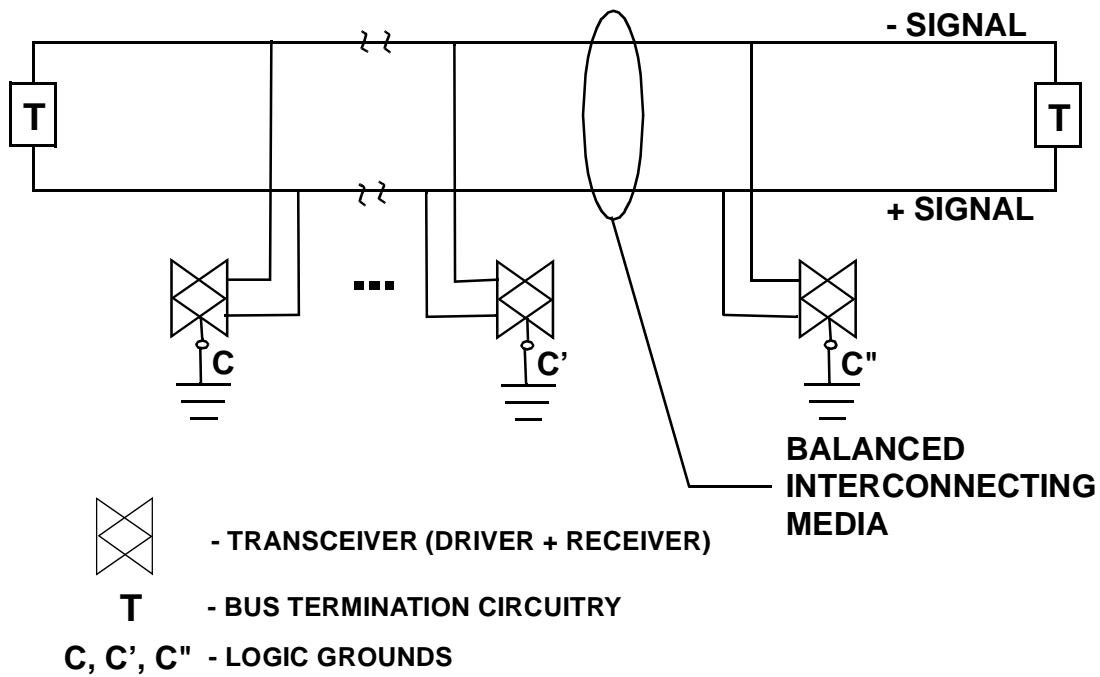 - SIGNAL
T
T
+ SIGNAL
C
C’
C"
BALANCED
INTERCONNECTING
MEDIA
- TRANSCEIVER (DRIVER + RECEIVER)
T - BUS TERMINATION CIRCUITRY
C, C’, C" - LOGIC GROUNDS